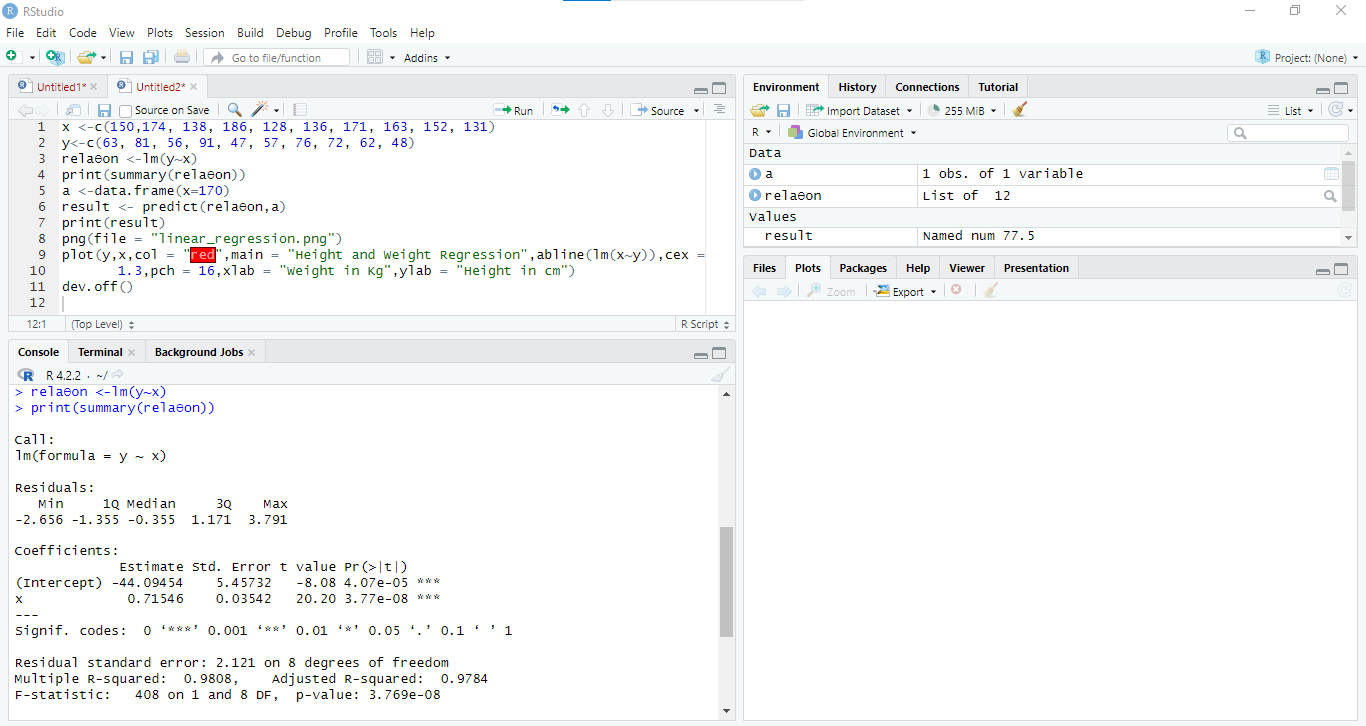 RStudio
File Edit Code View Plots Session Build Debug Profile Tools Help
Go to file/function Addins Project: (None)
Untitled1* Untitled2*
Source on Save Run Source
1 x <-c(150,174, 138, 186, 128, 136, 171, 163, 152, 131)
2 y<-c(63, 81, 56, 91, 47, 57, 76, 72, 62, 48)
3 relaƟon <-lm(y~x)
4 print(summary(relaƟon))
5 a <-data.frame(x=170)
6 result <- predict(relaƟon,a)
7 print(result)
8 png(file = "linear_regression.png")
9 plot(y,x,col = "red",main = "Height and Weight Regression",abline(lm(x~y)),cex =
10 1.3,pch = 16,xlab = "Weight in Kg",ylab = "Height in cm")
11 dev.off()
12
12:1 (Top Level) R Script
Console Terminal Background Jobs
R 4.2.2 · ~/
> relaƟon <-lm(y~x)
> print(summary(relaƟon))
Call:
lm(formula = y ~ x)
Residuals:
Min 1Q Median 3Q Max
-2.656 -1.355 -0.355 1.171 3.791
Coefficients:
Estimate Std. Error t value Pr(>|t|)
(Intercept) -44.09454 5.45732 -8.08 4.07e-05 ***
x 0.71546 0.03542 20.20 3.77e-08 ***
---
Signif. codes: 0 ‘***’ 0.001 ‘**’ 0.01 ‘*’ 0.05 ‘.’ 0.1 ‘ ’ 1
Residual standard error: 2.121 on 8 degrees of freedom
Multiple R-squared: 0.9808, Adjusted R-squared: 0.9784
F-statistic: 408 on 1 and 8 DF, p-value: 3.769e-08
Environment History Connections Tutorial
Import Dataset 255 MiB List
R Global Environment
Data
a 1 obs. of 1 variable
relaƟon List of 12
Values
result Named num 77.5
Files Plots Packages Help Viewer Presentation
Zoom Export